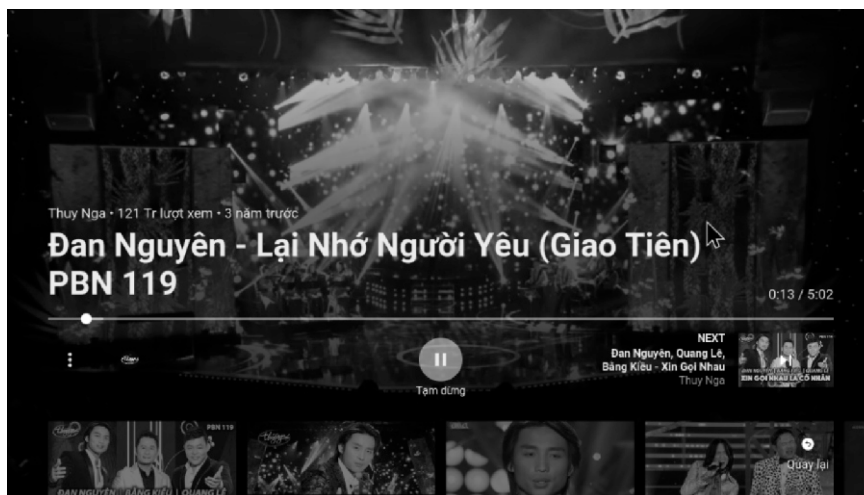 Thuy Nga • 121 Tr lượt xem • 3 năm trước
Đan Nguyên - Lại Nhớ Người Yêu (Giao Tiên)
PBN 119
0:13 / 5:02
NEXT
Đan Nguyên, Quang Lê,
Bằng Kiều - Xin Gọi Nhau
Thuy Nga
XIN GỌI NHAU LÀ CỐ NHÂN
Tạm dừng
PBN 119
Quay lại
ĐAN NGUYÊN BẰNG KIỀU | QUANG LÊ